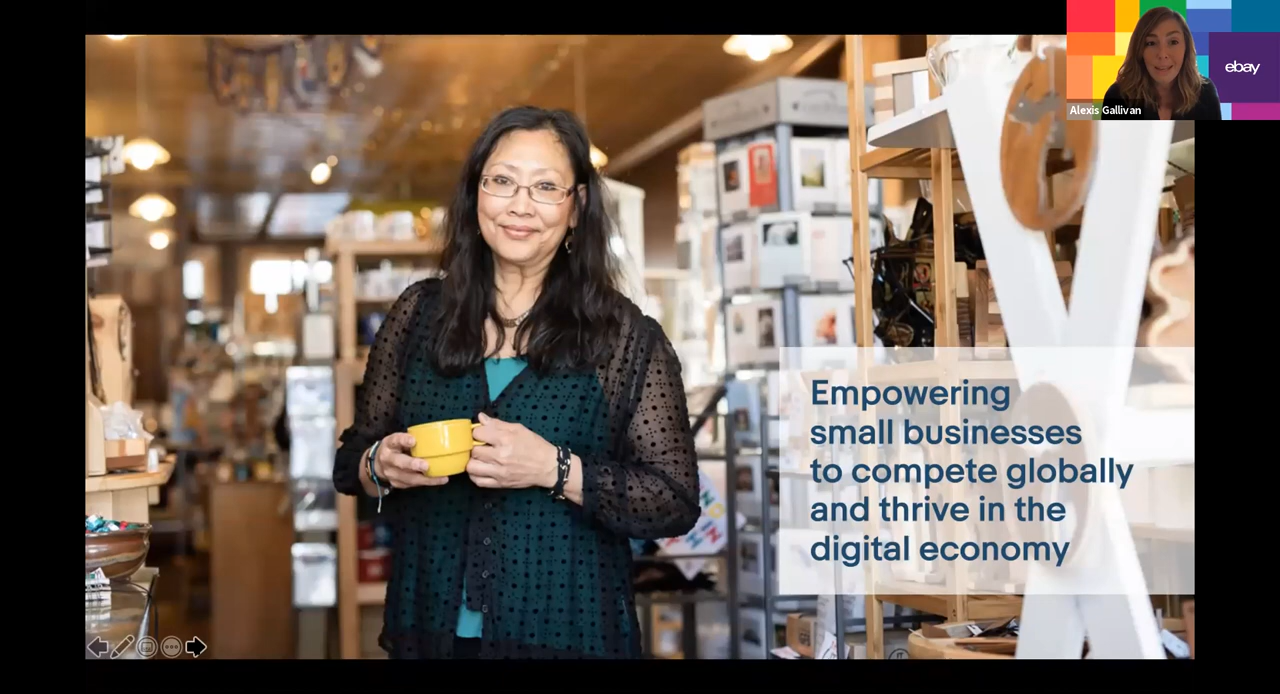 ebay
Alexis Gallivan
Empowering
small businesses
to compete globally
and thrive in the
digital economy